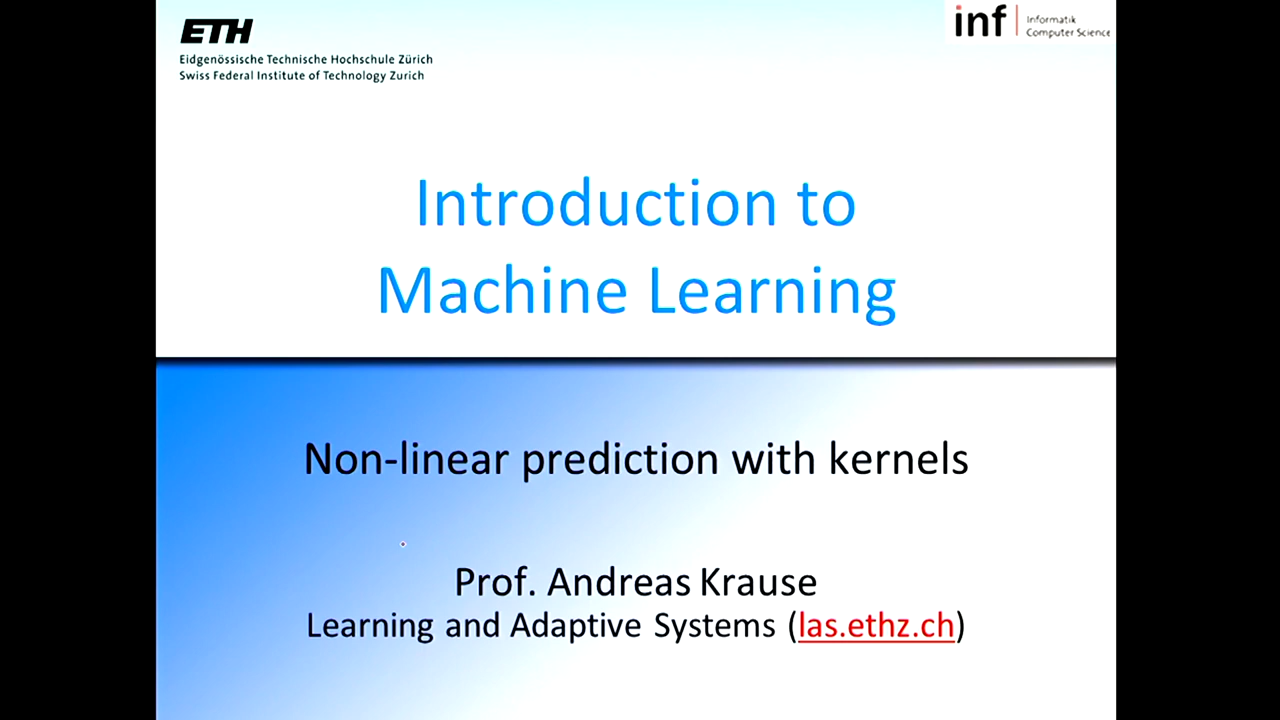 ETH
Eidgenössische Technische Hochschule Zürich
Swiss Federal Institute of Technology Zurich
inf
Informatik
Computer Science
Introduction to
Machine Learning
Non-linear prediction with kernels
Prof. Andreas Krause
Learning and Adaptive Systems (las.ethz.ch)